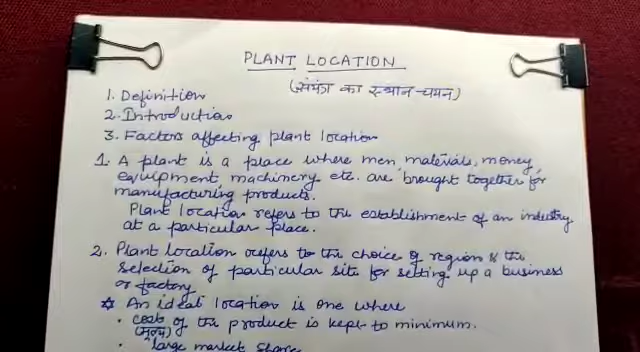 PLANT LOCATION
(संयंत्र का स्थान-चयन)
1. Definition
2. Introduction
3. Factors affecting plant location
1. A plant is a place where men, materials, money,
equipment machinery etc. are brought together for
manufacturing products.
Plant location refers to the establishment of an industry
at a particular place.
2. Plant location refers to the choice of region & the
selection of particular site for setting up a business
or factory
☆ An ideal location is one where
• cost of the product is kept to minimum.
(मूल्य)
• large market share